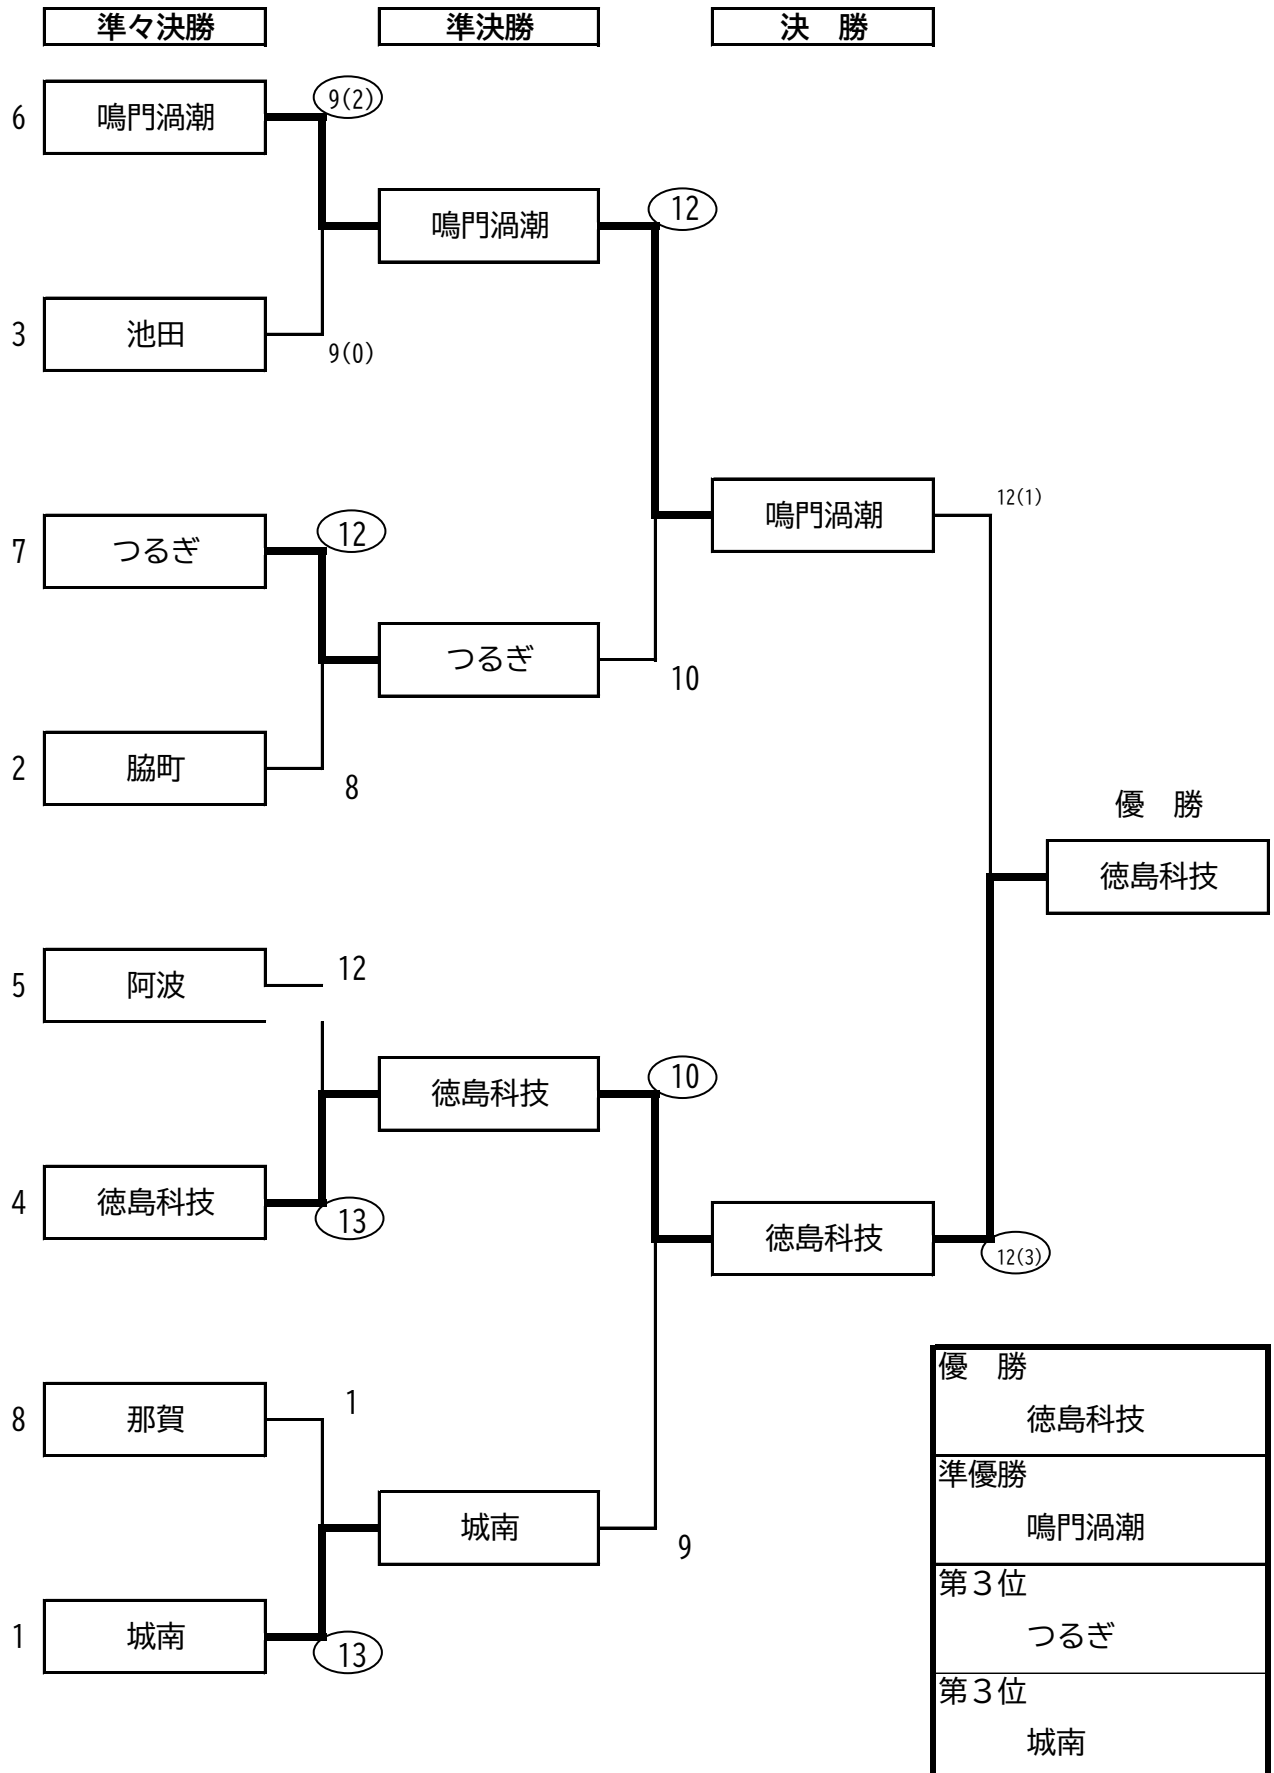 準々決勝 準決勝 決　勝
9(2)
6 鳴門渦潮
12
鳴門渦潮
3 池田
9(0)
12(1)
鳴門渦潮
12
7 つるぎ
つるぎ
10
2 脇町
8
優　勝
徳島科技
12
5 阿波
10
徳島科技
4 徳島科技
13
徳島科技
12(3)
1
8 那賀
城南
9
1 城南
13
優　勝
徳島科技
準優勝
鳴門渦潮
第３位
つるぎ
第３位
城南